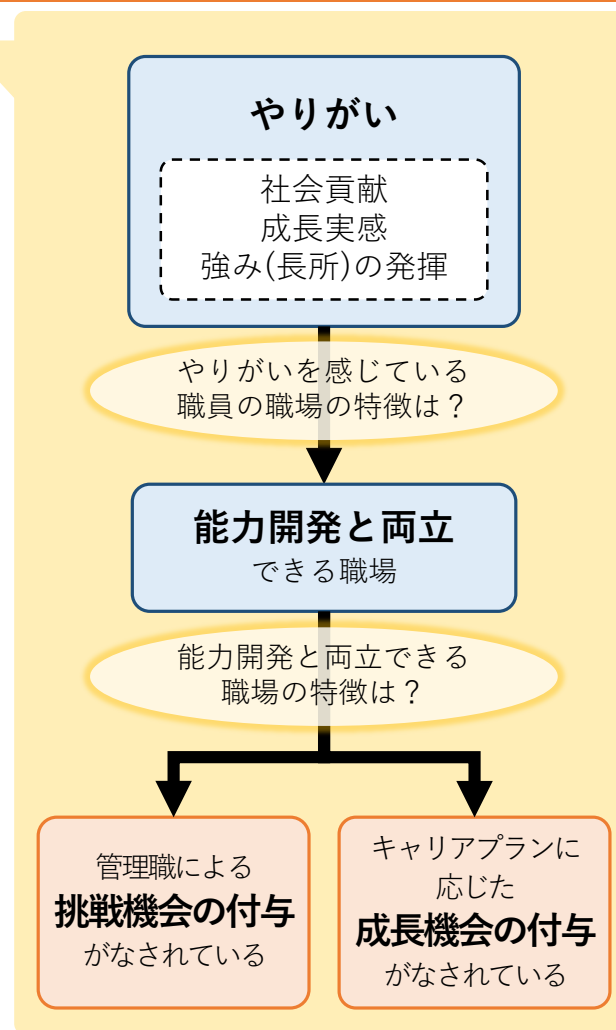 やりがい
社会貢献
成長実感
強み(長所)の発揮
やりがいを感じている
職員の職場の特徴は？
能力開発と両立
できる職場
能力開発と両立できる
職場の特徴は？
管理職による
挑戦機会の付与
がなされている
キャリアプランに
応じた
成長機会の付与
がなされている